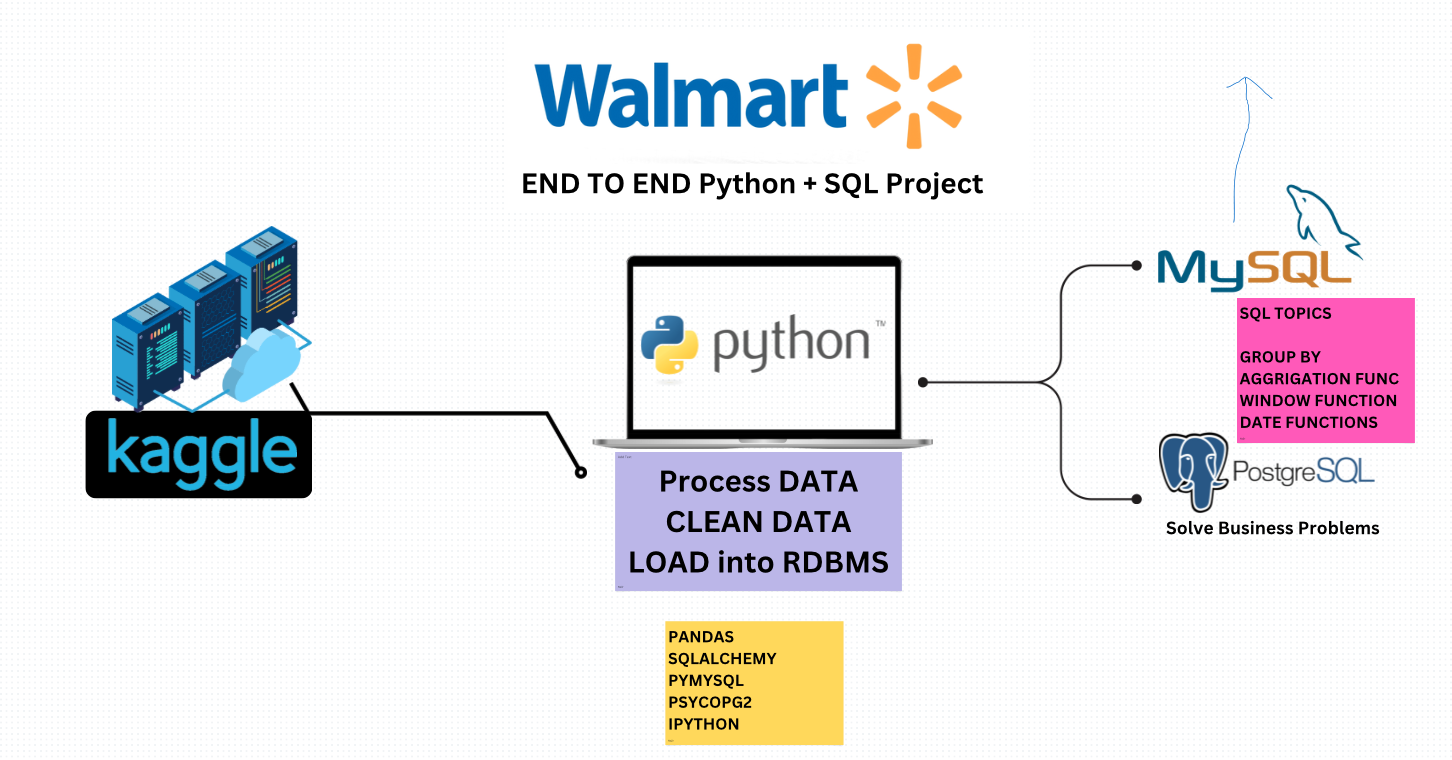 Walmart
END TO END Python + SQL Project
kaggle
python™
Process DATA
CLEAN DATA
LOAD into RDBMS
PANDAS
SQLALCHEMY
PYMYSQL
PSYCOPG2
IPYTHON
MySQL
SQL TOPICS
GROUP BY
AGGRIGATION FUNC
WINDOW FUNCTION
DATE FUNCTIONS
PostgreSQL
Solve Business Problems